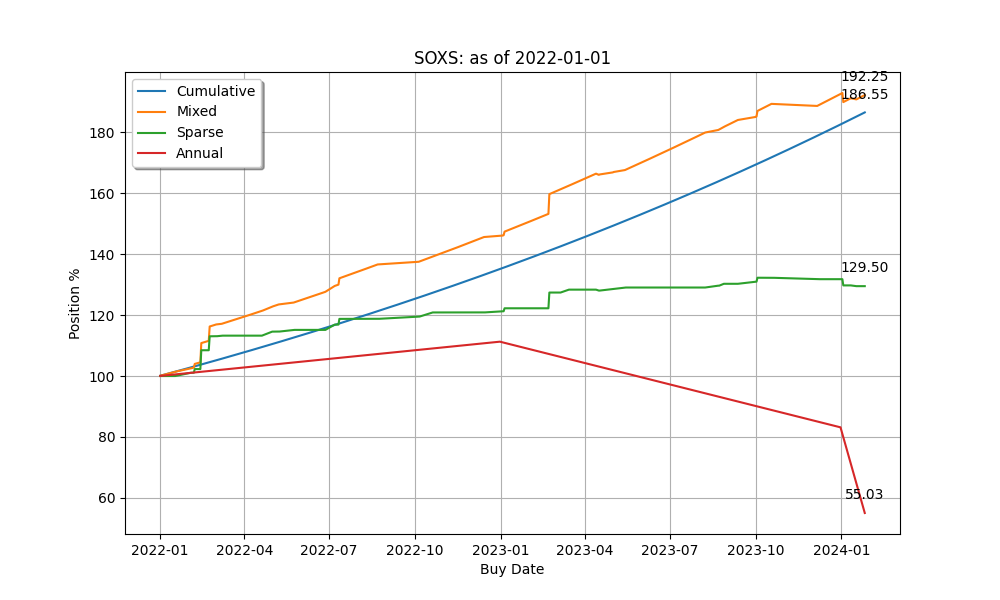 SOXS: as of 2022-01-01
Cumulative
Mixed
Sparse
Annual
192.25
186.55
129.50
55.03
Position %
180
160
140
120
100
80
60
2022-01 2022-04 2022-07 2022-10 2023-01 2023-04 2023-07 2023-10 2024-01
Buy Date